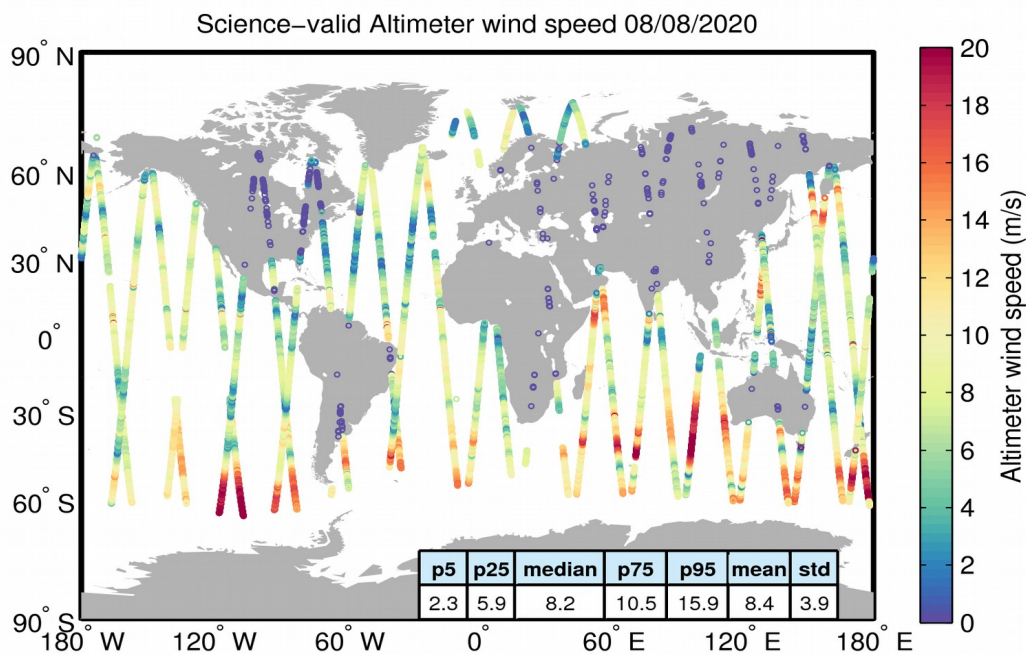 Science−valid Altimeter wind speed 08/08/2020
90° N
60° N
30° N
0°
30° S
60° S
90° S
180° W
120° W
60° W
0°
60° E
120° E
180° E
p5 p25 median p75 p95 mean std
2.3 5.9 8.2 10.5 15.9 8.4 3.9
20
18
16
14
12
10
8
6
4
2
0
Altimeter wind speed (m/s)